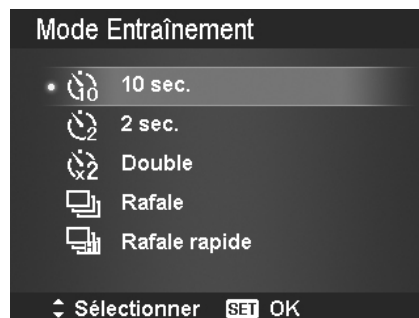 Mode Entraînement
10 sec.
2 sec.
Double
Rafale
Rafale rapide
Sélectionner SET OK